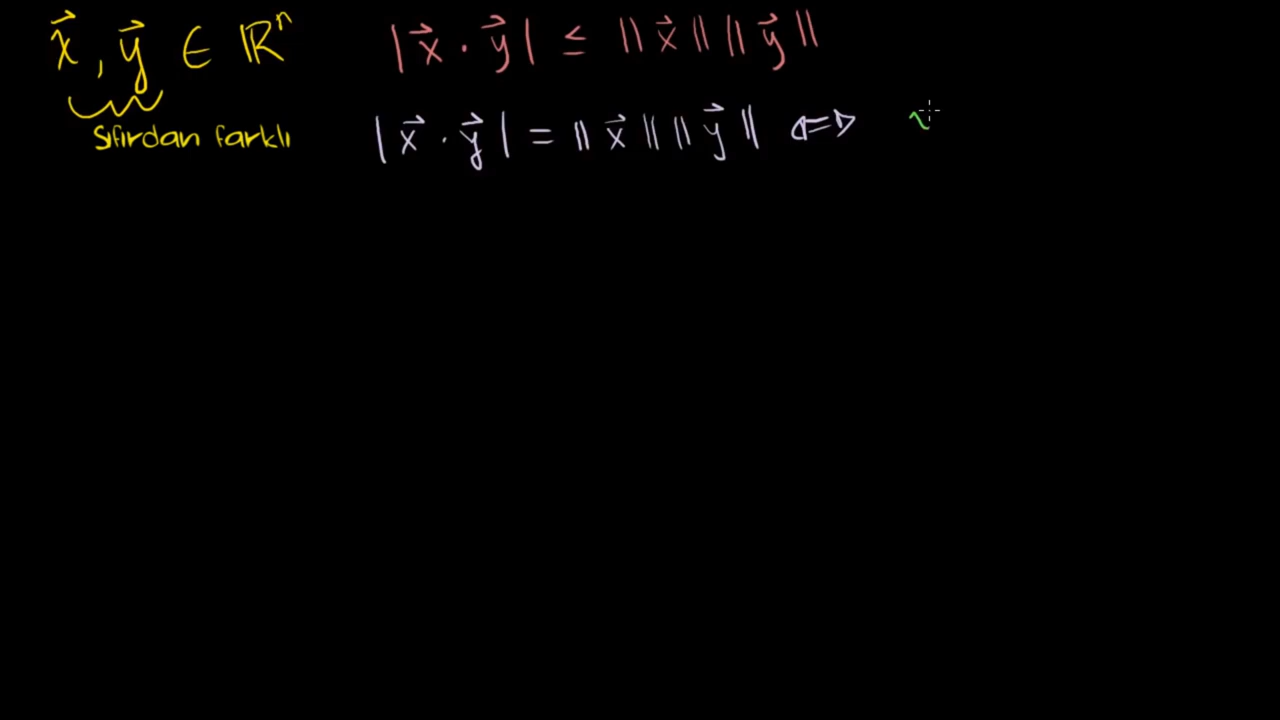 x⃗, y⃗ ∈ ℝⁿ |x⃗ · y⃗| ≤ ‖x⃗‖ ‖y⃗‖
sıfırdan farklı |x⃗ · y⃗| = ‖x⃗‖ ‖y⃗‖ ⇔